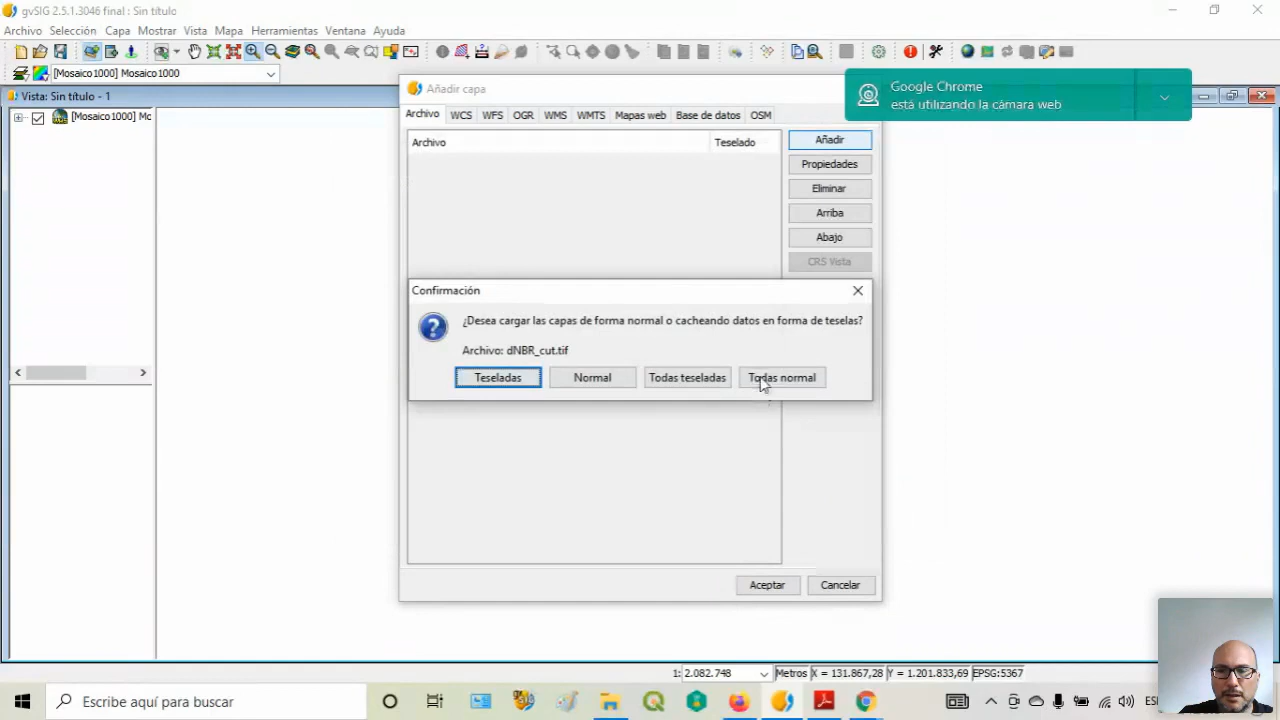 gvSIG 2.5.1.3046 final : Sin título
Archivo Selección Capa Mostrar Vista Mapa Herramientas Ventana Ayuda
[Mosaico1000] Mosaico1000
Vista: Sin título - 1
[Mosaico1000] Mo
Añadir capa
Google Chrome
está utilizando la cámara web
Archivo WCS WFS OGR WMS WMTS Mapas web Base de datos OSM
Archivo Teselado
Añadir
Propiedades
Eliminar
Arriba
Abajo
CRS Vista
Confirmación
¿Desea cargar las capas de forma normal o cacheando datos en forma de teselas?
Archivo: dNBR_cut.tif
Teseladas Normal Todas teseladas Todas normal
Aceptar Cancelar
1: 2.082.748 Metros X = 131.867,28 Y = 1.201.833,69 EPSG:5367
Escribe aquí para buscar